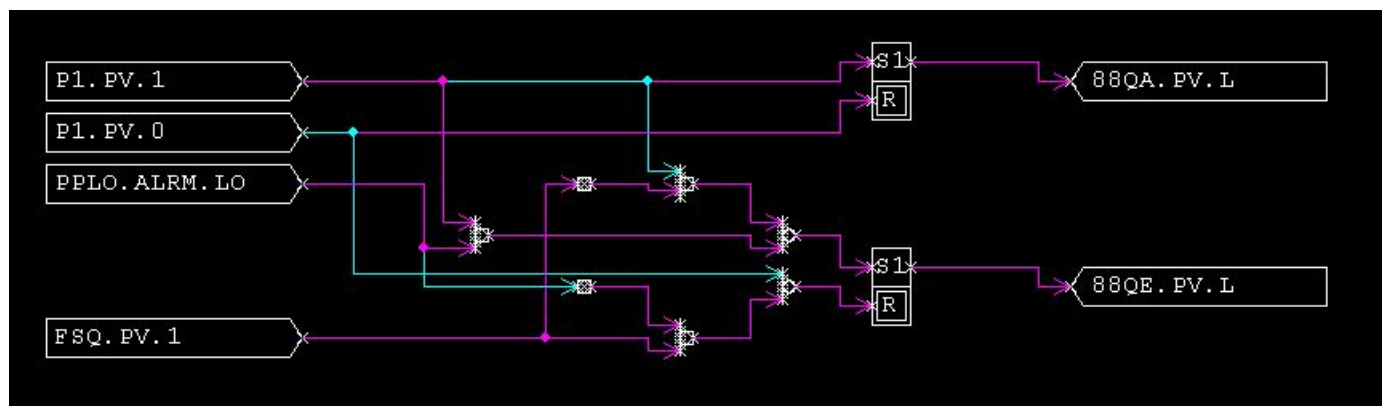 P1.PV.1
P1.PV.0
PPLO.ALRM.LO
FSQ.PV.1
S1
R
88QA.PV.L
S1
R
88QE.PV.L